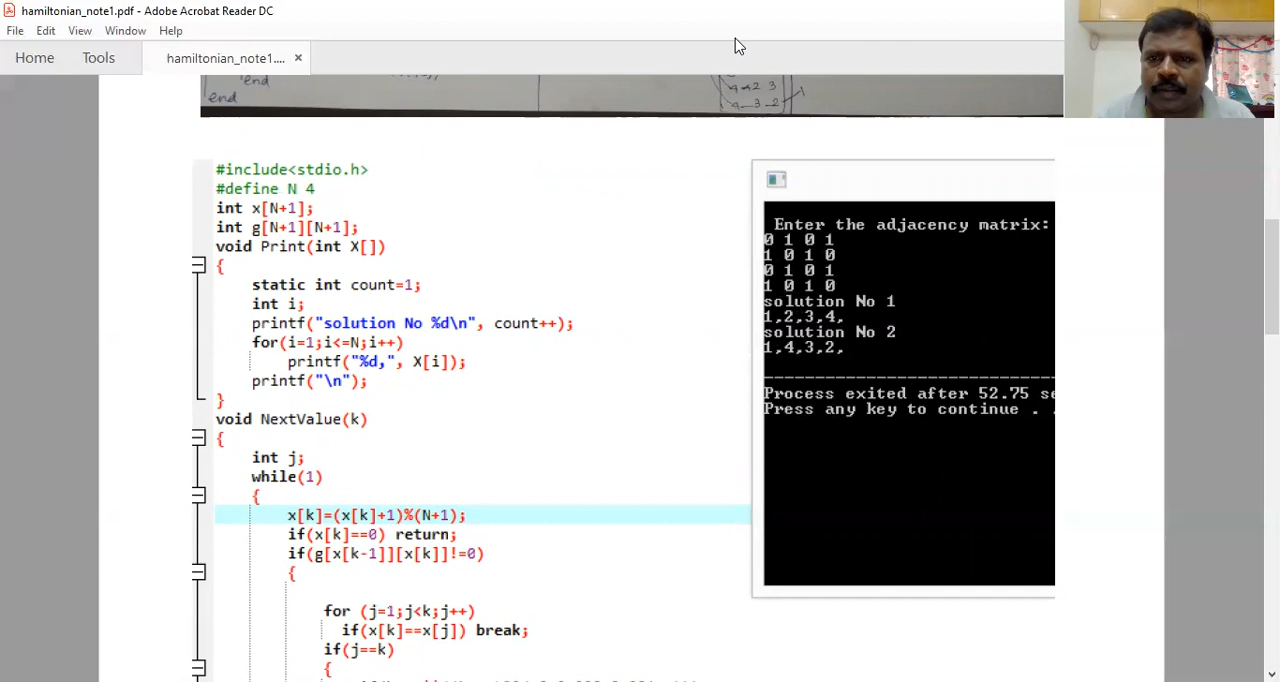 hamiltonian_note1.pdf - Adobe Acrobat Reader DC
File Edit View Window Help
Home Tools hamiltonian_note1.... ×
end
end
2 3
3 2
#include<stdio.h>
#define N 4
int x[N+1];
int g[N+1][N+1];
void Print(int X[])
{
static int count=1;
int i;
printf("solution No %d\n", count++);
for(i=1;i<=N;i++)
printf("%d,", X[i]);
printf("\n");
}
void NextValue(k)
{
int j;
while(1)
{
x[k]=(x[k]+1)%(N+1);
if(x[k]==0) return;
if(g[x[k-1]][x[k]]!=0)
{
for (j=1;j<k;j++)
if(x[k]==x[j]) break;
if(j==k)
{
Enter the adjacency matrix:
0 1 0 1
1 0 1 0
0 1 0 1
1 0 1 0
solution No 1
1,2,3,4,
solution No 2
1,4,3,2,
--------------------------------
Process exited after 52.75 se
Press any key to continue . .